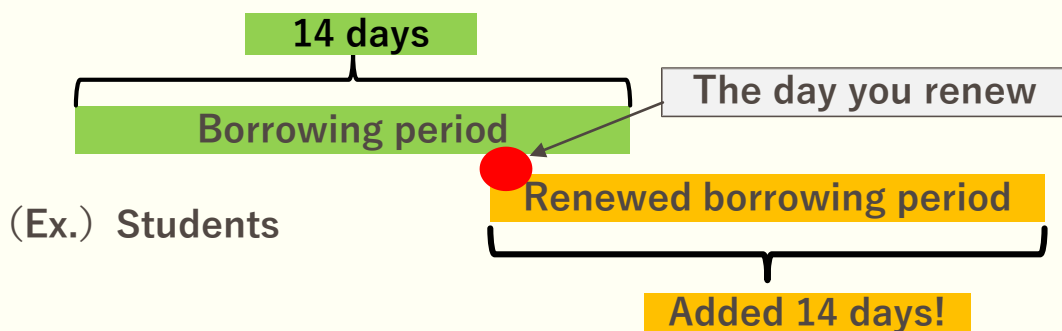 14 days
The day you renew
Borrowing period
Renewed borrowing period
（Ex.）Students
Added 14 days!